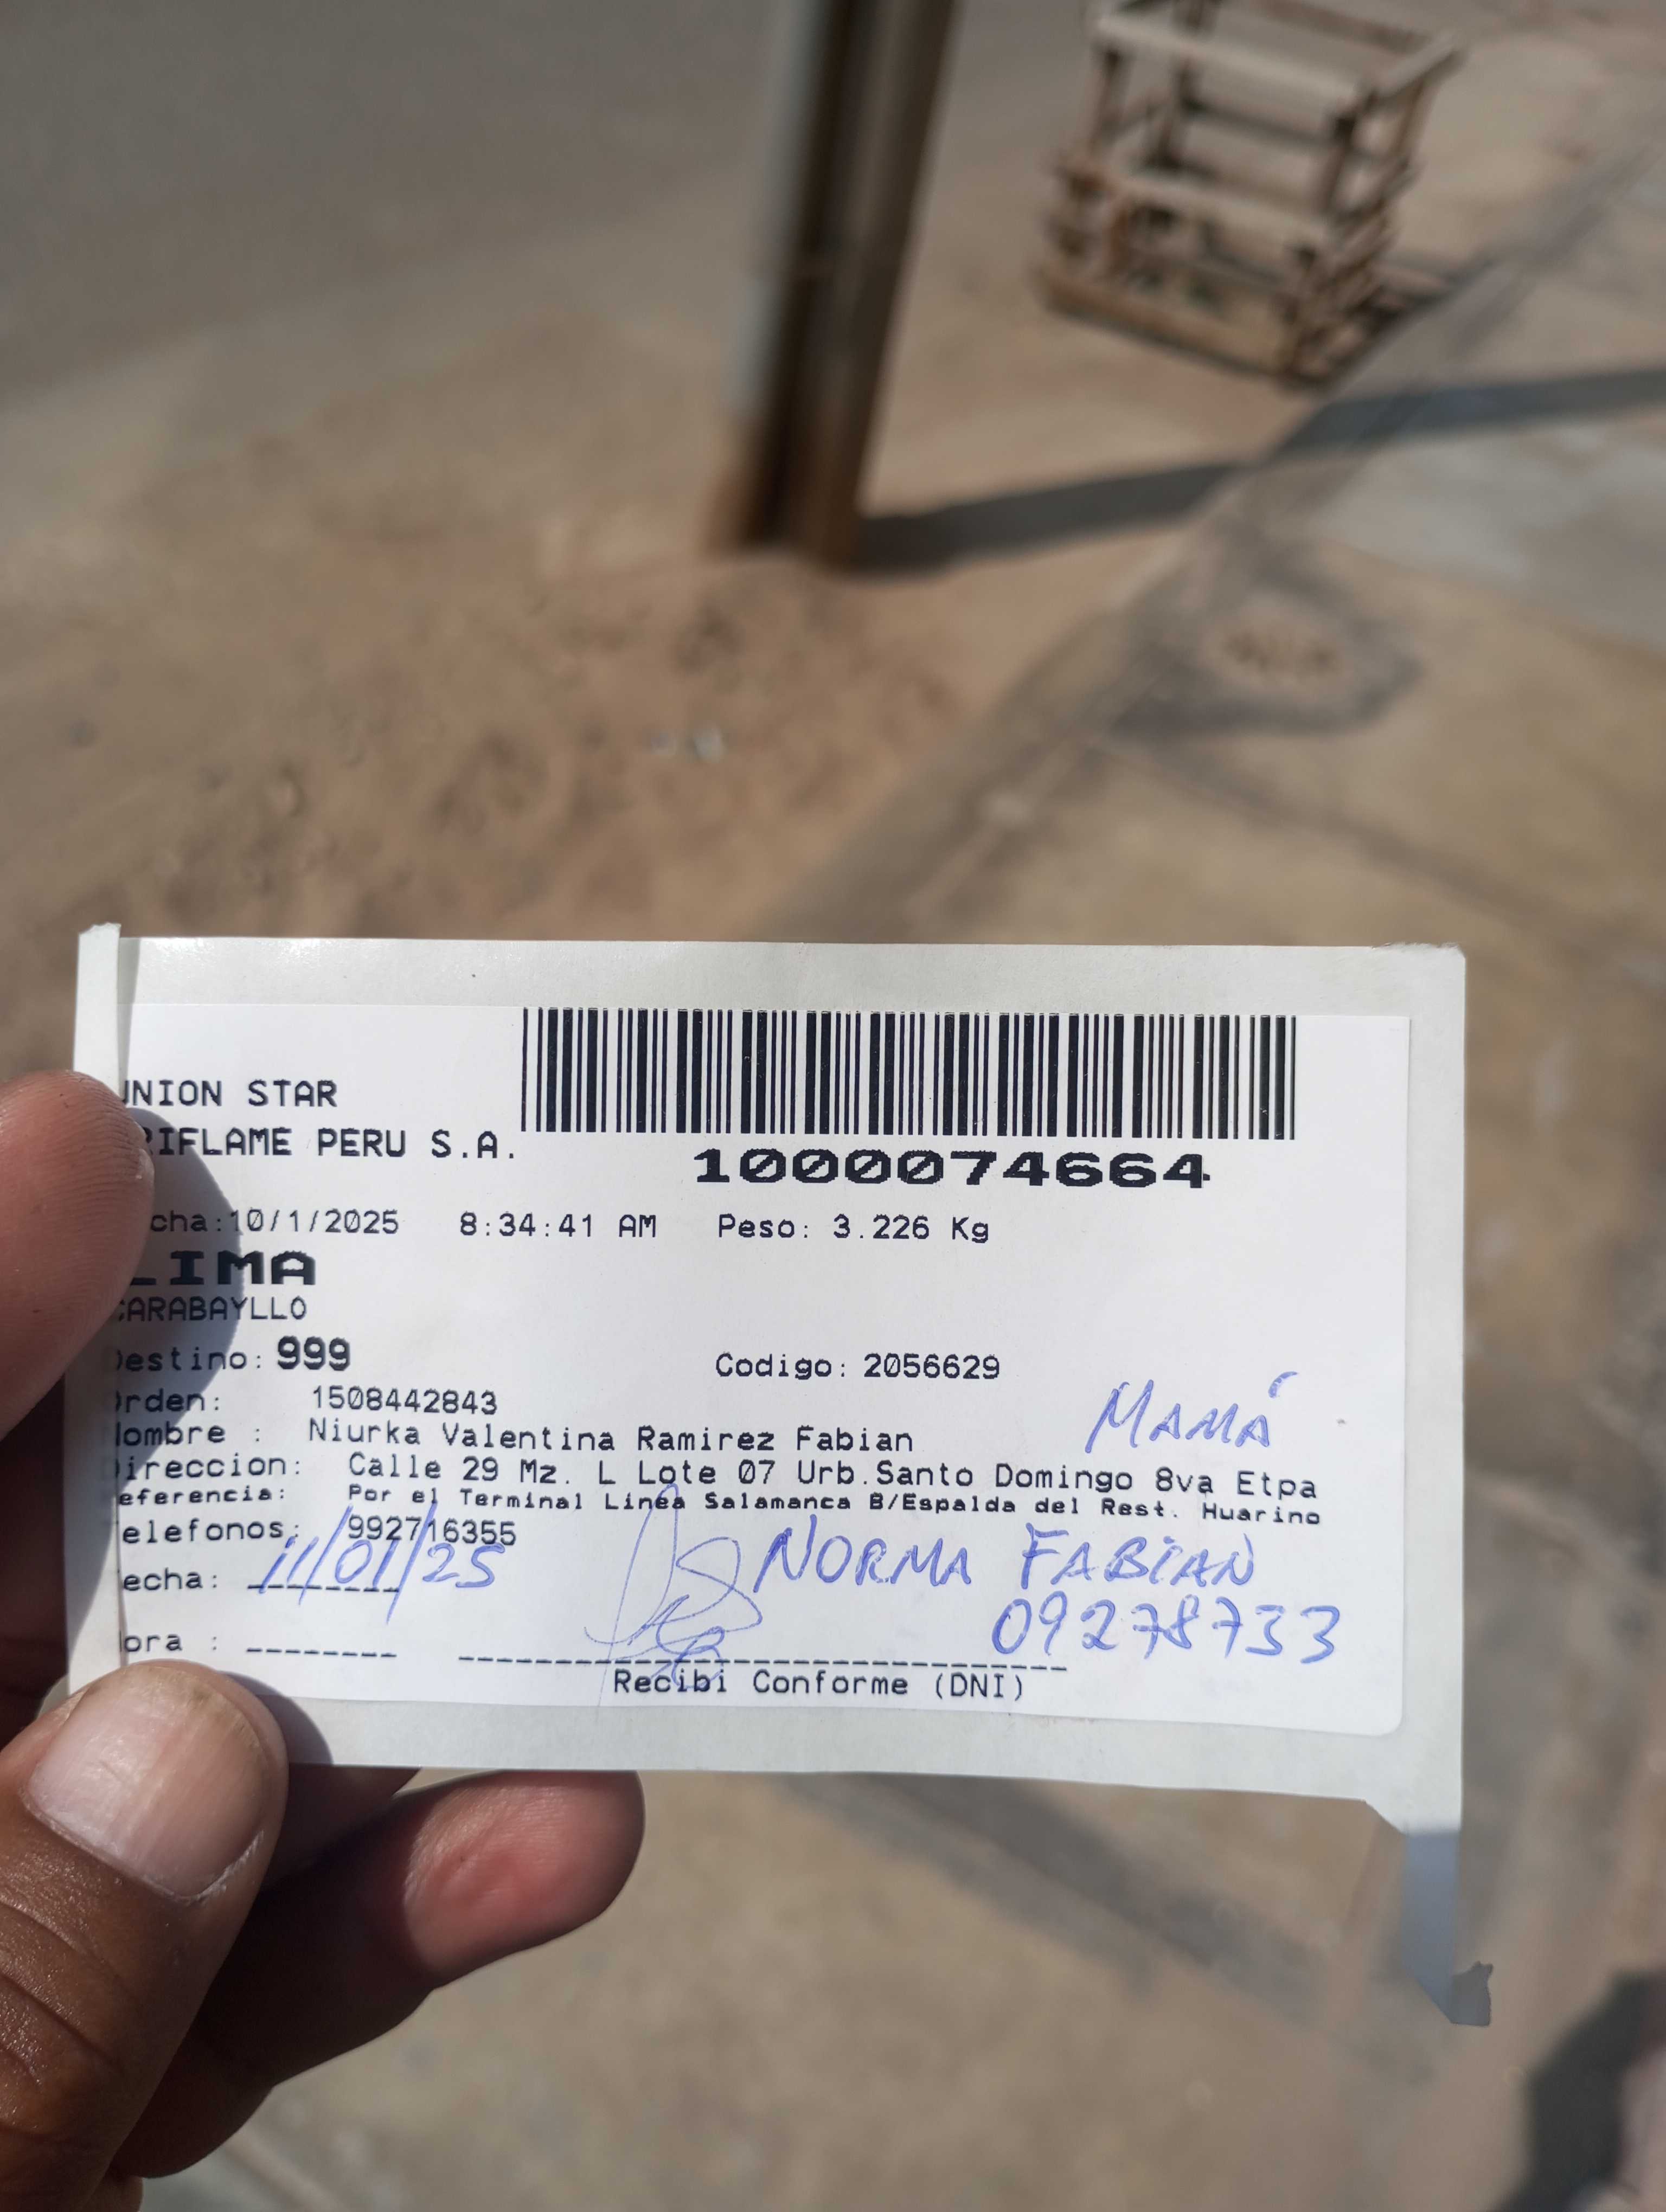 UNION STAR
RIFLAME PERU S.A.
1000074664
cha:10/1/2025 8:34:41 AM Peso: 3.226 Kg
LIMA
CARABAYLLO
Destino: 999 Codigo: 2056629
Orden: 1508442843
MAMÁ
Nombre : Niurka Valentina Ramirez Fabian
Direccion: Calle 29 Mz. L Lote 07 Urb.Santo Domingo 8va Etpa
eferencia: Por el Terminal Linea Salamanca B/Espalda del Rest. Huarino
elefonos: 992716355
echa: 11/01/25 NORMA FABIAN
09278733
ora :
Recibi Conforme (DNI)